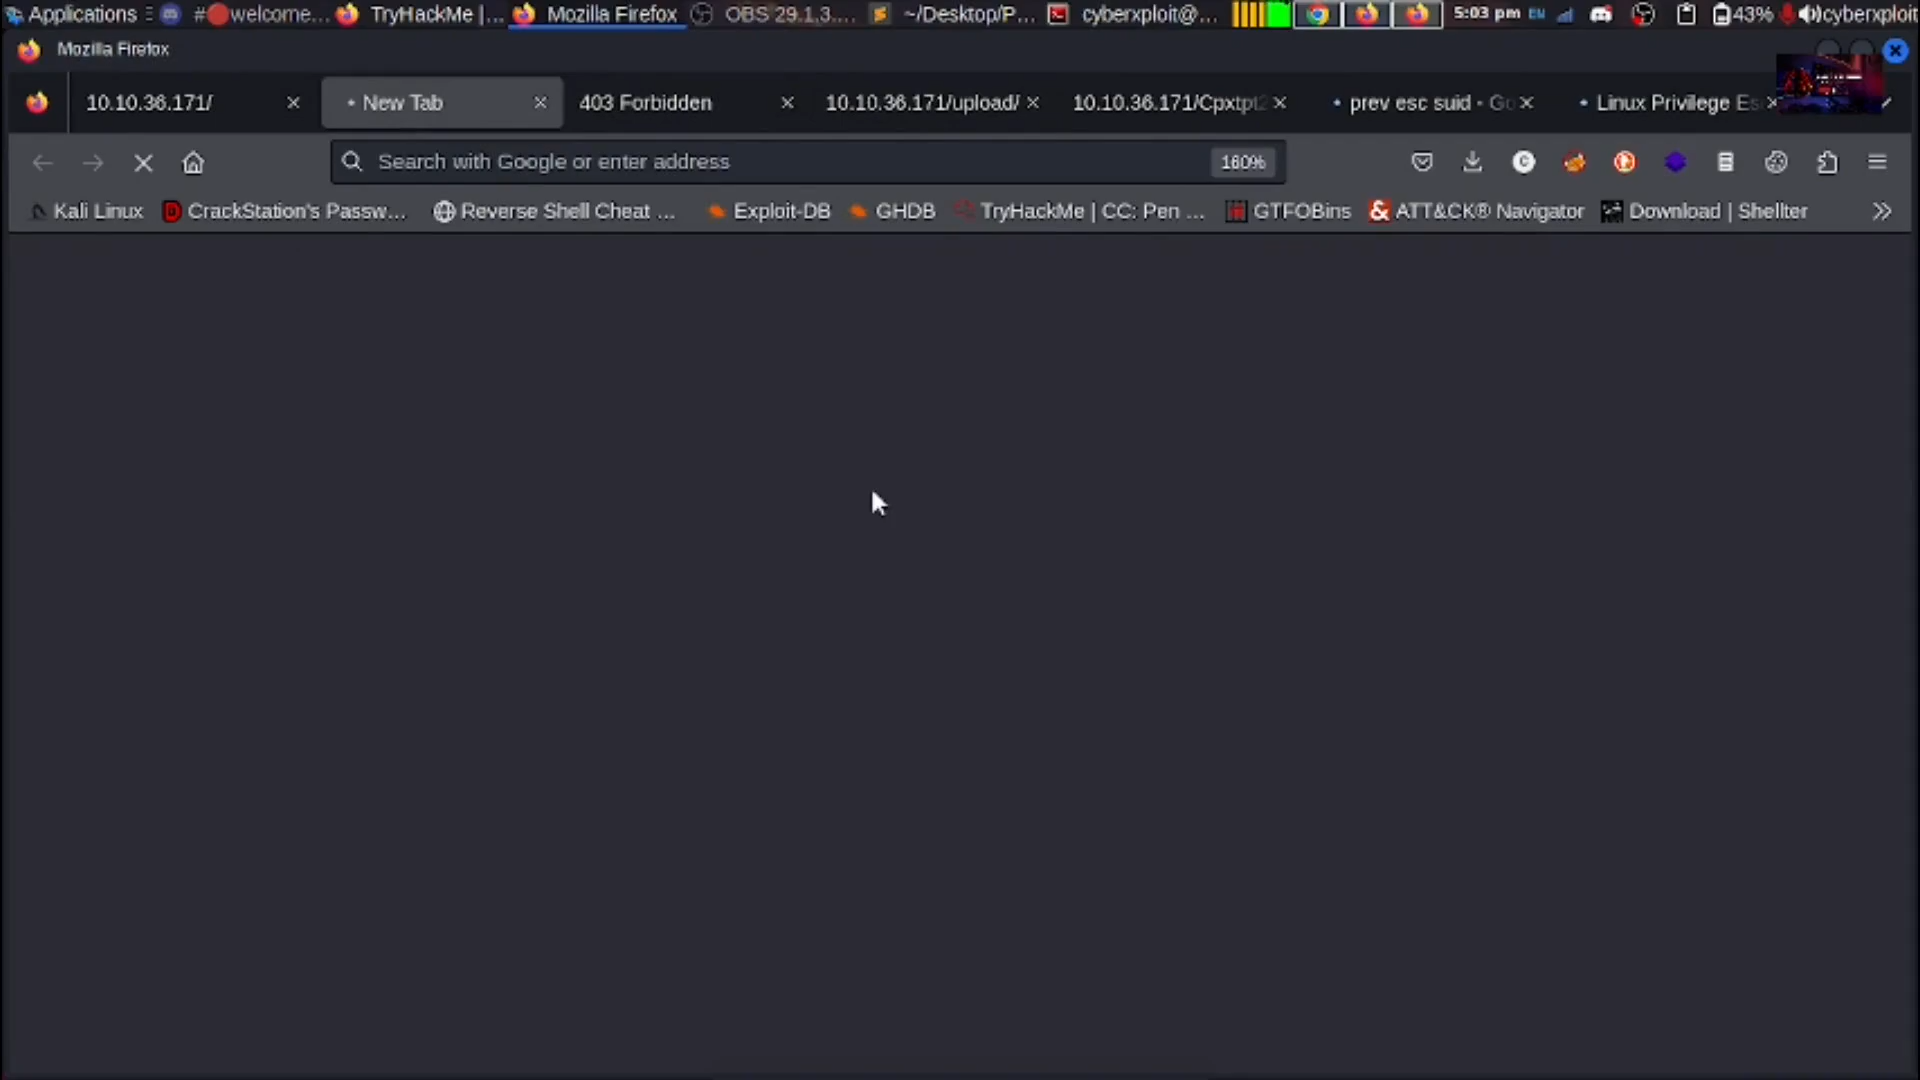 Applications #welcome... TryHackMe |... Mozilla Firefox OBS 29.1.3.... ~/Desktop/P... cyberxploit@... 5:03 pm EN 43% cyberxploit
Mozilla Firefox
10.10.36.171/ New Tab 403 Forbidden 10.10.36.171/upload/ 10.10.36.171/Cpxtpt2 prev esc suid - Go Linux Privilege Es
Search with Google or enter address 160%
Kali Linux CrackStation's Passw... Reverse Shell Cheat ... Exploit-DB GHDB TryHackMe | CC: Pen ... GTFOBins ATT&CK® Navigator Download | Shellter